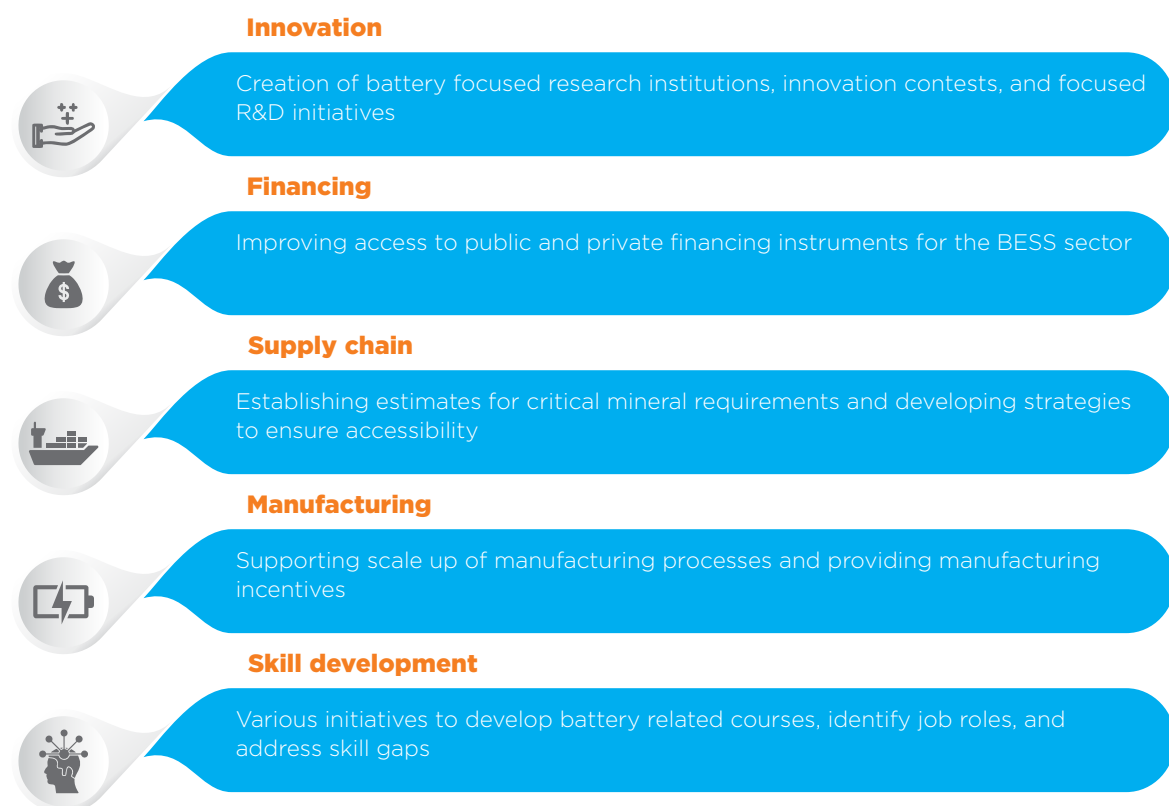 Innovation
Creation of battery focused research institutions, innovation contests, and focused
R&D initiatives
Financing
Improving access to public and private financing instruments for the BESS sector
$
Supply chain
Establishing estimates for critical mineral requirements and developing strategies
to ensure accessibility
Manufacturing
Supporting scale up of manufacturing processes and providing manufacturing
incentives
Skill development
Various initiatives to develop battery related courses, identify job roles, and
address skill gaps